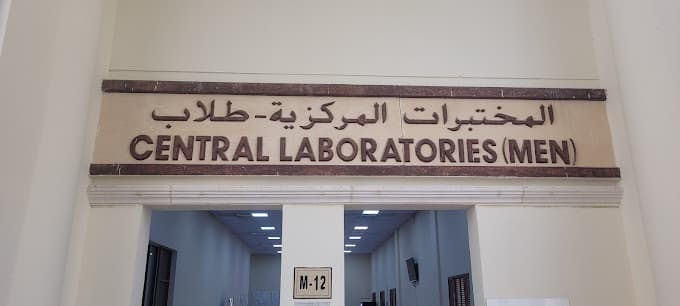 المختبرات المركزية - طلاب
CENTRAL LABORATORIES (MEN)
M-12